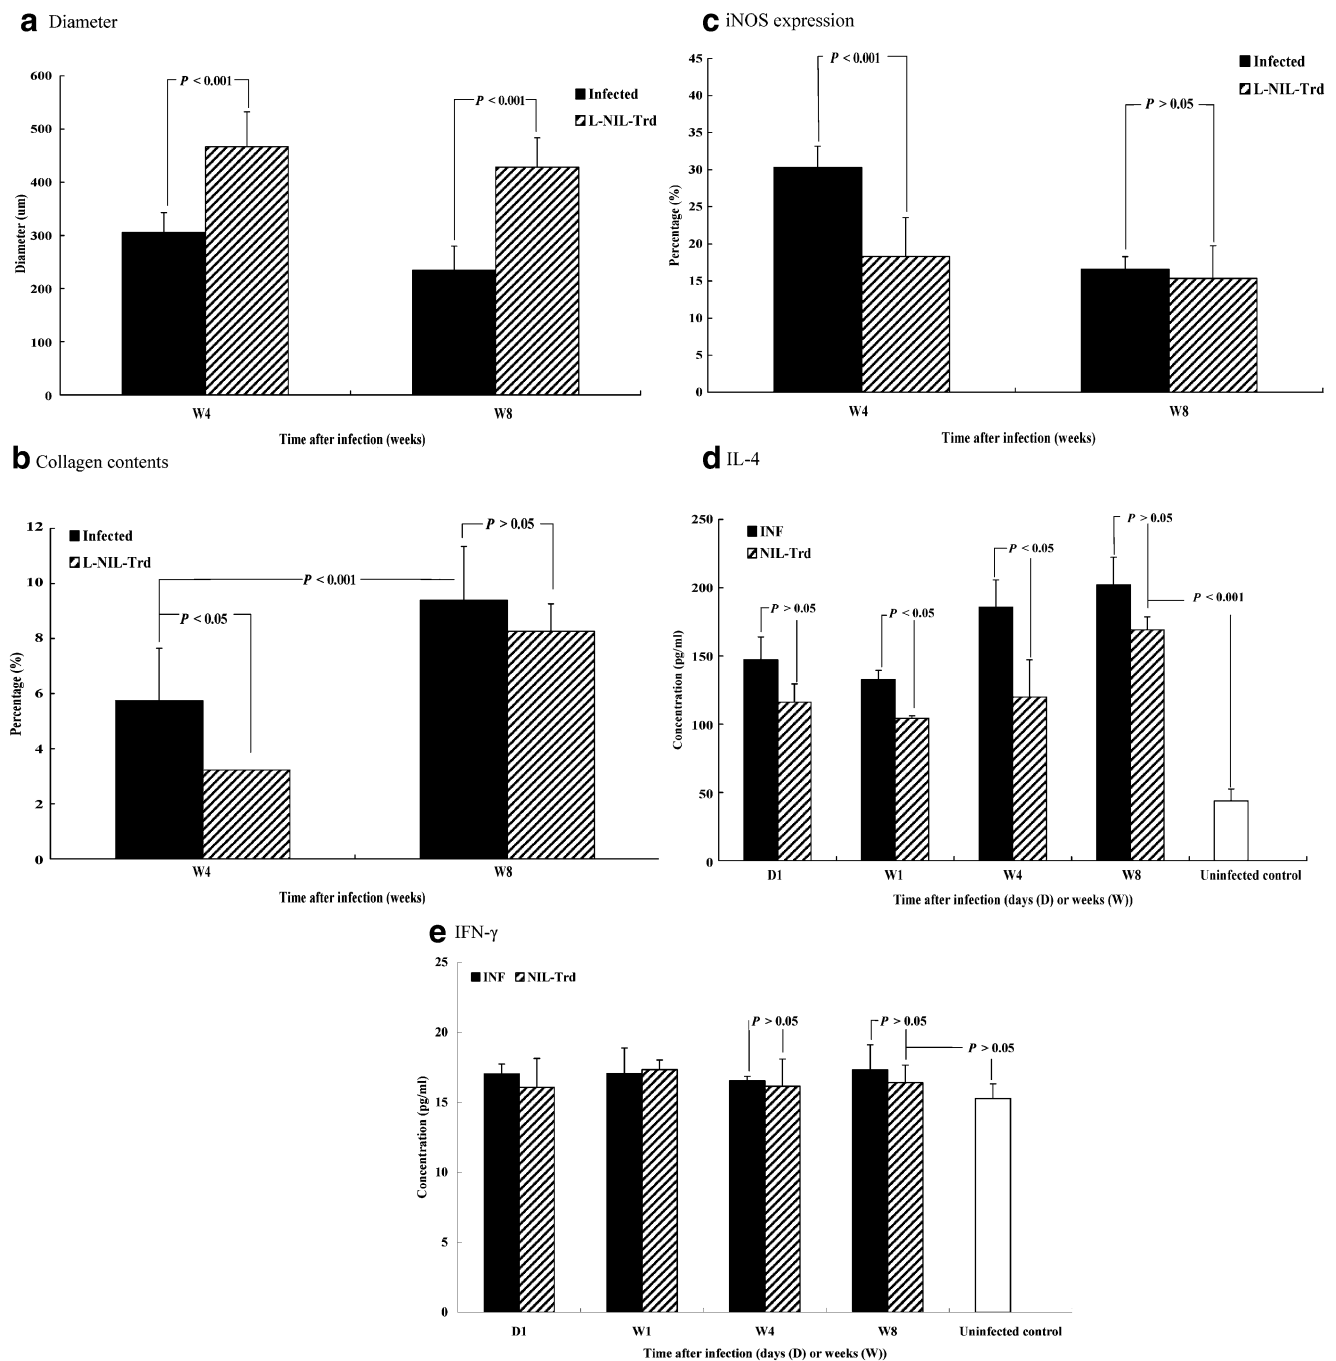 a Diameter
600
500
400
300
200
100
0
Diameter (um)
P < 0.001
P < 0.001
Infected
L-NIL-Trd
W4
W8
Time after infection (weeks)
c iNOS expression
45
40
35
30
25
20
15
10
5
0
Percentage (%)
P < 0.001
P > 0.05
Infected
L-NIL-Trd
W4
W8
Time after infection (weeks)
b Collagen contents
12
10
8
6
4
2
0
Percentage (%)
Infected
L-NIL-Trd
P > 0.05
P < 0.001
P < 0.05
W4
W8
Time after infection (weeks)
d IL-4
250
200
150
100
50
0
Concentration (pg/ml)
INF
NIL-Trd
P > 0.05
P < 0.05
P < 0.05
P > 0.05
P < 0.001
D1
W1
W4
W8
Uninfected control
Time after infection (days (D) or weeks (W))
e IFN-γ
25
20
15
10
5
0
Concentration (pg/ml)
INF
NIL-Trd
P > 0.05
P > 0.05
P > 0.05
D1
W1
W4
W8
Uninfected control
Time after infection (days (D) or weeks (W))